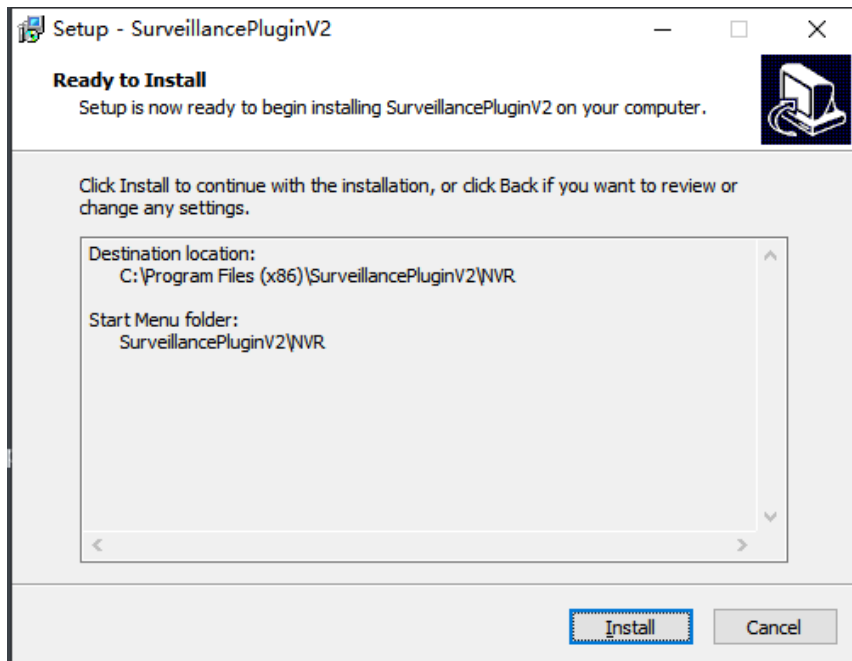 Setup - SurveillancePluginV2
Ready to Install
Setup is now ready to begin installing SurveillancePluginV2 on your computer.
Click Install to continue with the installation, or click Back if you want to review or
change any settings.
Destination location:
C:\Program Files (x86)\SurveillancePluginV2\NVR
Start Menu folder:
SurveillancePluginV2\NVR
Install
Cancel